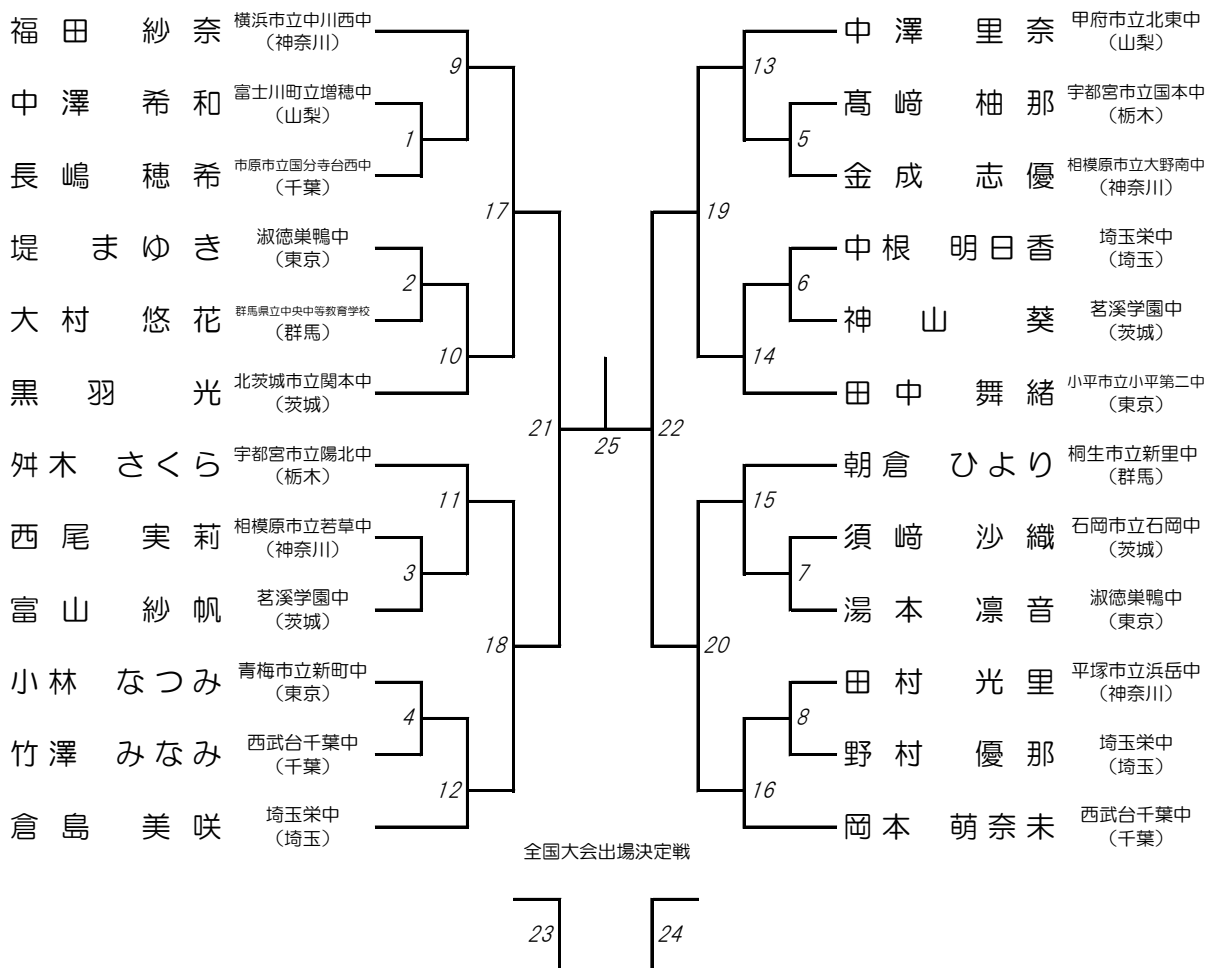 福田 紗奈 横浜市立中川西中
（神奈川）
中澤 希和 富士川町立増穂中
（山梨）
長嶋 穂希 市原市立国分寺台西中
（千葉）
堤 まゆき 淑徳巣鴨中
（東京）
大村 悠花 群馬県立中央中等教育学校
（群馬）
黒羽 光 北茨城市立関本中
（茨城）
舛木 さくら 宇都宮市立陽北中
（栃木）
西尾 実莉 相模原市立若草中
（神奈川）
富山 紗帆 茗溪学園中
（茨城）
小林 なつみ 青梅市立新町中
（東京）
竹澤 みなみ 西武台千葉中
（千葉）
倉島 美咲 埼玉栄中
（埼玉）
9
1
17
2
10
21
11
3
18
4
12
25
中澤 里奈 甲府市立北東中
（山梨）
髙﨑 柚那 宇都宮市立国本中
（栃木）
金成 志優 相模原市立大野南中
（神奈川）
中根 明日香 埼玉栄中
（埼玉）
神山 葵 茗溪学園中
（茨城）
田中 舞緒 小平市立小平第二中
（東京）
朝倉 ひより 桐生市立新里中
（群馬）
須﨑 沙織 石岡市立石岡中
（茨城）
湯本 凛音 淑徳巣鴨中
（東京）
田村 光里 平塚市立浜岳中
（神奈川）
野村 優那 埼玉栄中
（埼玉）
岡本 萌奈未 西武台千葉中
（千葉）
13
5
19
6
14
22
15
7
20
8
16
全国大会出場決定戦
23
24